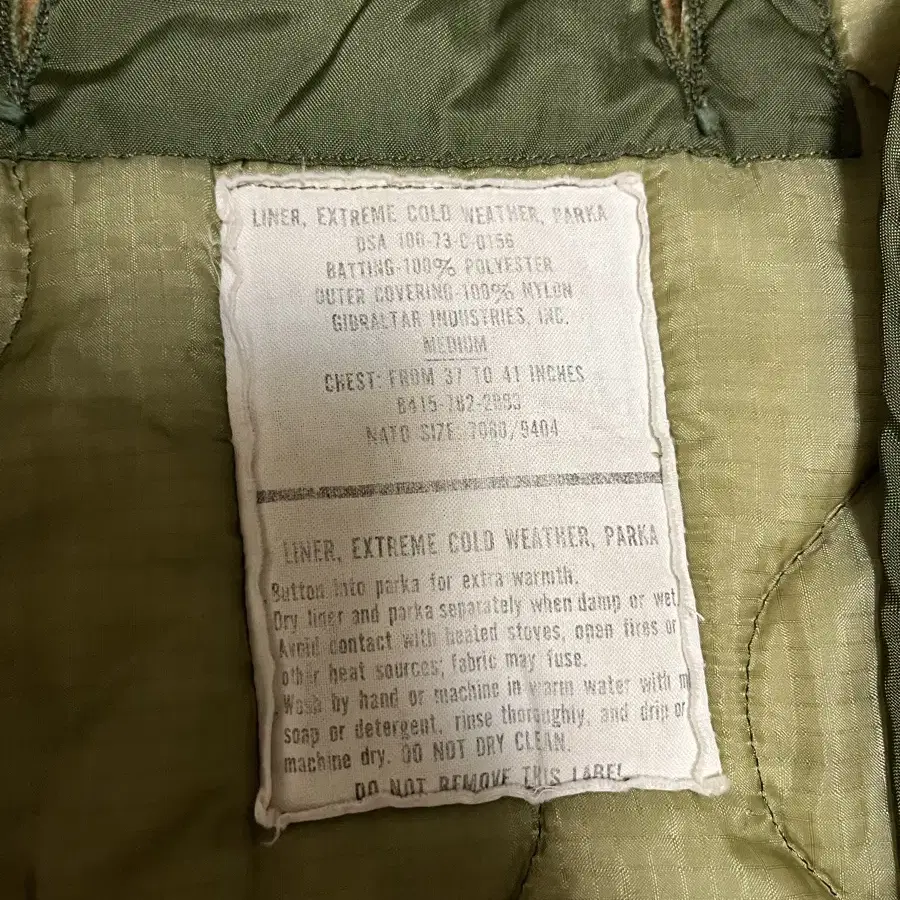 LINER, EXTREME COLD WEATHER, PARKA
DSA 100-73-C-0156
BATTING-100% POLYESTER
OUTER COVERING-100% NYLON
GIBRALTAR INDUSTRIES, INC.
MEDIUM
CHEST: FROM 37 TO 41 INCHES
8415-782-2893
NATO SIZE: 7080/9404
LINER, EXTREME COLD WEATHER, PARKA
Button into parka for extra warmth.
Dry liner and parka separately when damp or wet
Avoid contact with heated stoves, open fires or
other heat sources; fabric may fuse.
Wash by hand or machine in warm water with m
soap or detergent, rinse thoroughly, and drip or
machine dry. DO NOT DRY CLEAN.
DO NOT REMOVE THIS LABEL